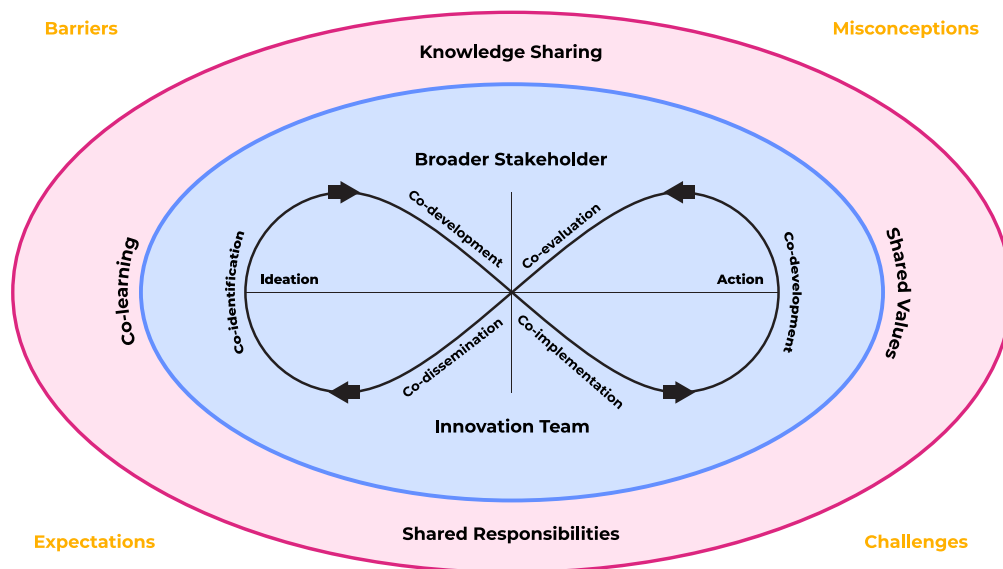 Barriers
Misconceptions
Knowledge Sharing
Broader Stakeholder
Co-development
Co-evaluation
Co-learning
Co-identification
Ideation
Action
Co-development
Shared Values
Co-dissemination
Co-implementation
Innovation Team
Shared Responsibilities
Expectations
Challenges